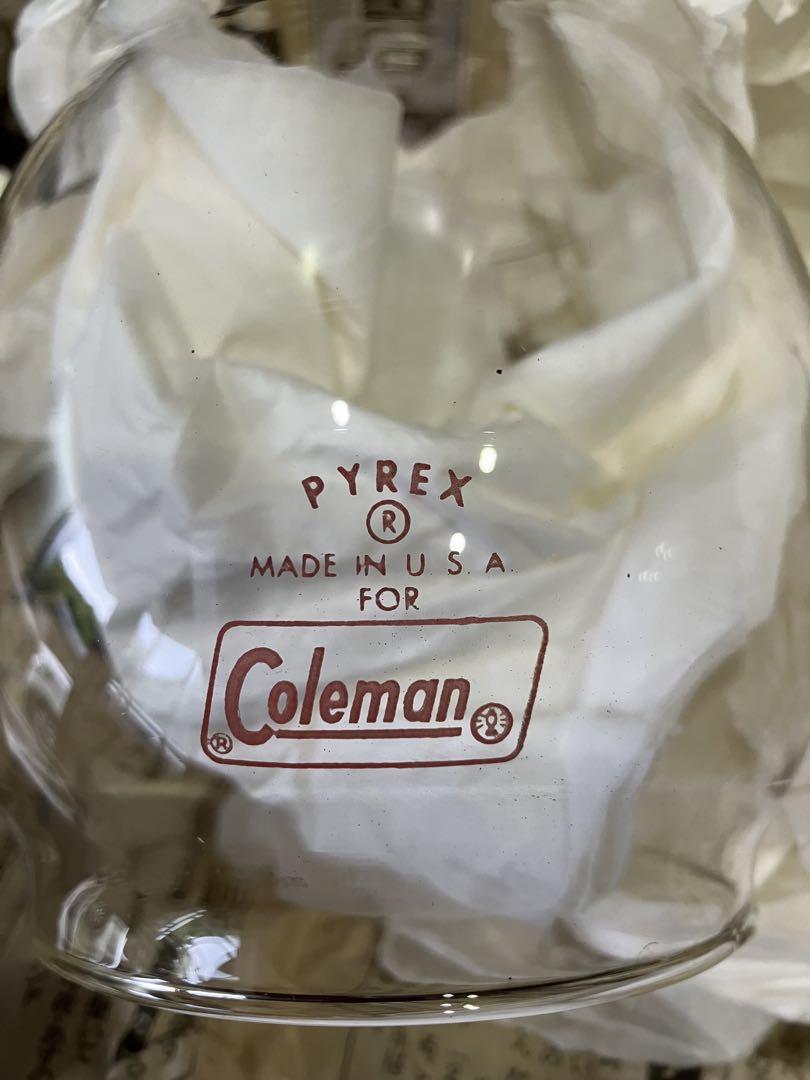 PYREX
®
MADE IN U.S.A.
FOR
Coleman
®